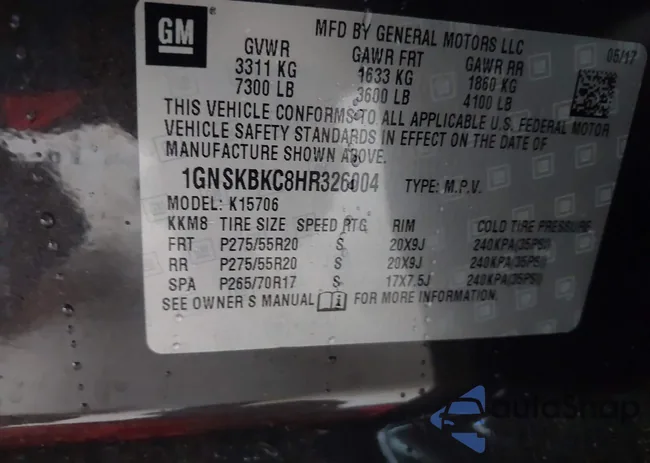 GM
MFD BY GENERAL MOTORS LLC
GVWR GAWR FRT GAWR RR 05/17
3311 KG 1633 KG 1860 KG
7300 LB 3600 LB 4100 LB
THIS VEHICLE CONFORMS TO ALL APPLICABLE U.S. FEDERAL MOTOR
VEHICLE SAFETY STANDARDS IN EFFECT ON THE DATE OF
MANUFACTURE SHOWN ABOVE.
1GNSKBKC8HR326004 TYPE: M.P.V.
MODEL: K15706
KKM8 TIRE SIZE SPEED RTG RIM COLD TIRE PRESSURE
FRT P275/55R20 S 20X9J 240KPA(35PSI)
RR P275/55R20 S 20X9J 240KPA(35PSI)
SPA P265/70R17 S 17X7.5J 240KPA(35PSI)
SEE OWNER'S MANUAL FOR MORE INFORMATION.
autoShop